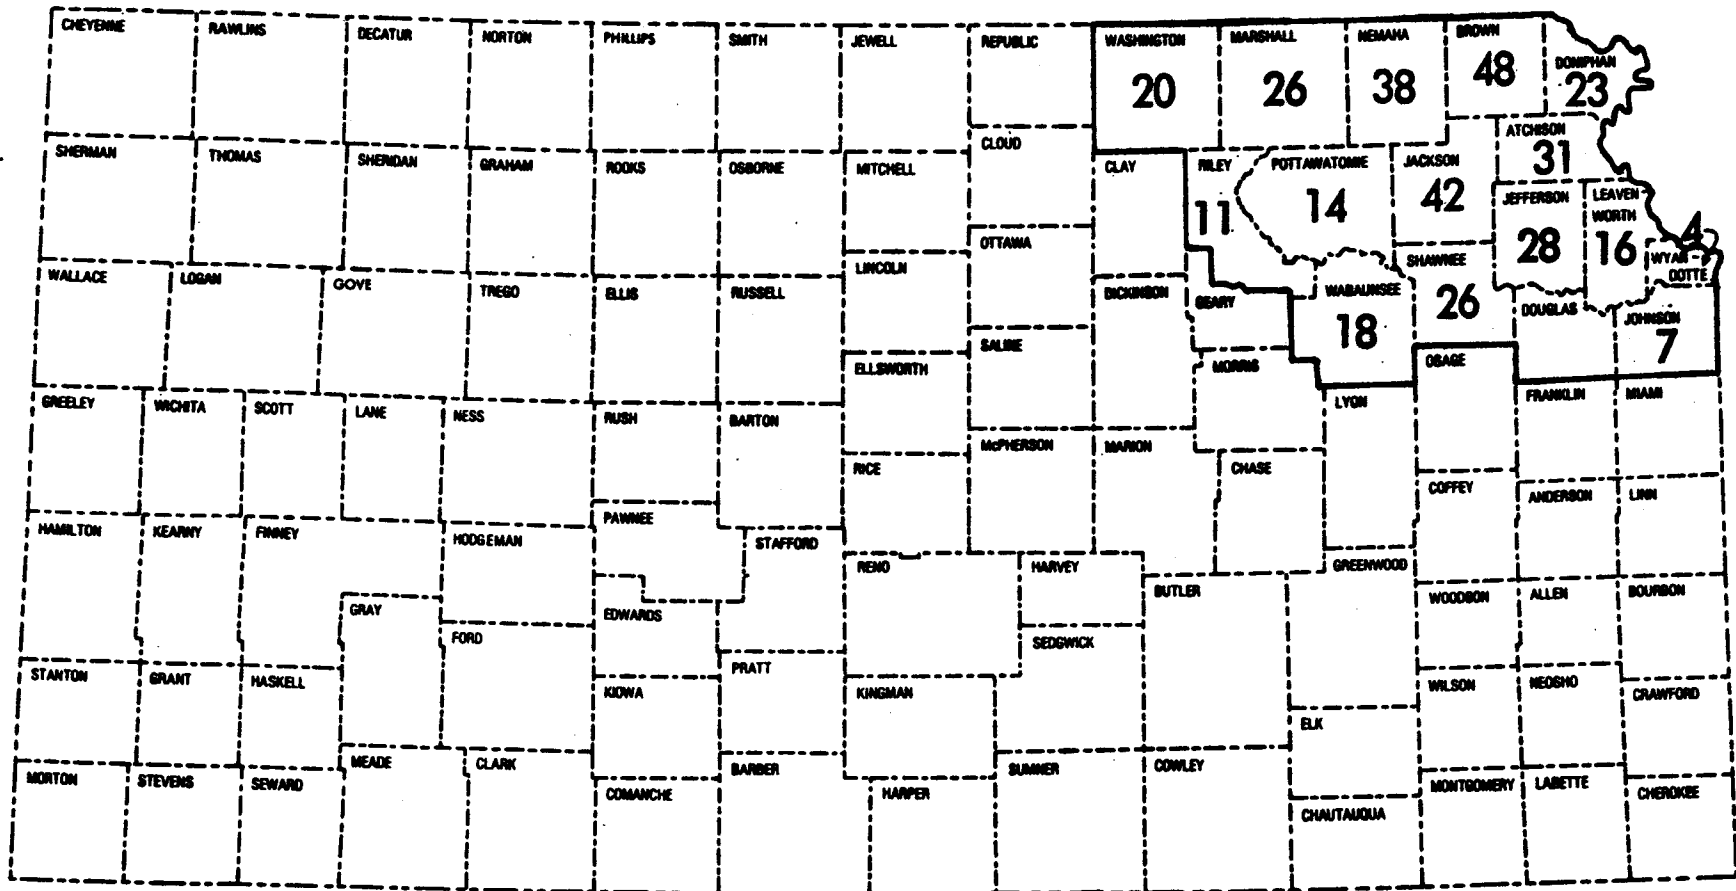 CHEYENNE
RAWLINS
DECATUR
NORTON
PHILLIPS
SMITH
JEWELL
REPUBLIC
WASHINGTON
20
MARSHALL
26
NEMAHA
38
BROWN
48
DONIPHAN
23
SHERMAN
THOMAS
SHERIDAN
GRAHAM
ROOKS
OSBORNE
MITCHELL
CLOUD
CLAY
RILEY
11
POTTAWATOMIE
14
JACKSON
42
ATCHISON
31
JEFFERSON
28
LEAVEN
WORTH
16
4
WYAN-
DOTTE
OTTAWA
LINCOLN
WALLACE
LOGAN
GOVE
TREGO
ELLIS
RUSSELL
DICKINSON
GEARY
WABAUNSEE
18
SHAWNEE
26
DOUGLAS
JOHNSON
7
SALINE
ELLSWORTH
MORRIS
OSAGE
GREELEY
WICHITA
SCOTT
LANE
NESS
RUSH
BARTON
RICE
McPHERSON
MARION
CHASE
LYON
FRANKLIN
MIAMI
COFFEY
ANDERSON
LINN
HAMILTON
KEARNY
FINNEY
HODGEMAN
PAWNEE
STAFFORD
RENO
HARVEY
BUTLER
GREENWOOD
WOODSON
ALLEN
BOURBON
GRAY
FORD
EDWARDS
SEDGWICK
STANTON
GRANT
HASKELL
KIOWA
PRATT
KINGMAN
ELK
WILSON
NEOSHO
CRAWFORD
MORTON
STEVENS
SEWARD
MEADE
CLARK
COMANCHE
BARBER
HARPER
SUMNER
COWLEY
CHAUTAUQUA
MONTGOMERY
LABETTE
CHEROKEE